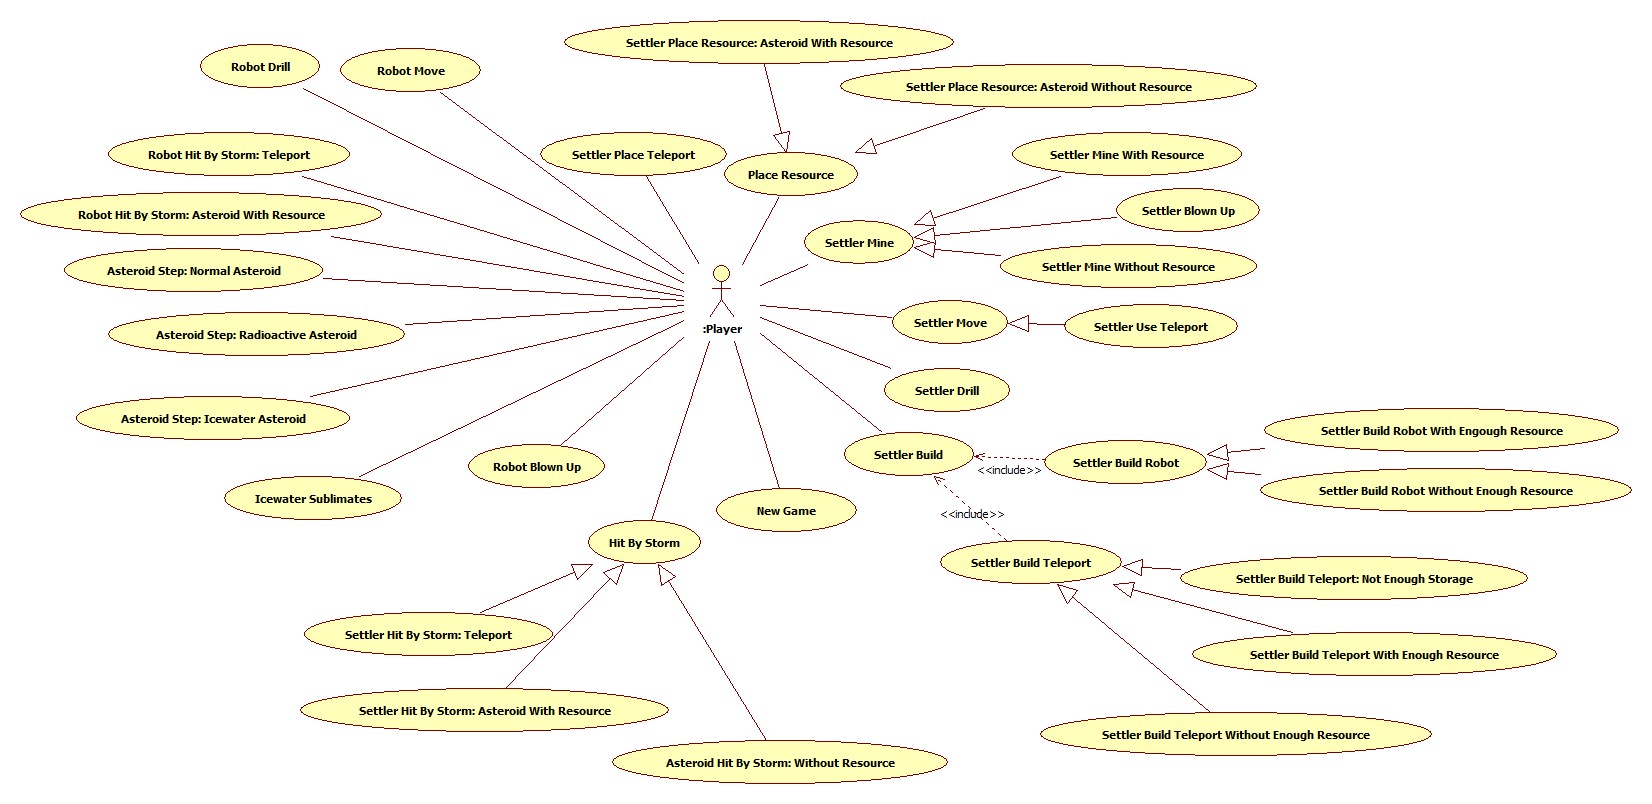 Settler Place Resource: Asteroid With Resource
Robot Drill
Robot Move
Settler Place Resource: Asteroid Without Resource
Robot Hit By Storm: Teleport
Settler Place Teleport
Settler Mine With Resource
Place Resource
Robot Hit By Storm: Asteroid With Resource
Settler Blown Up
Settler Mine
Asteroid Step: Normal Asteroid
Settler Mine Without Resource
:Player
Settler Move
Settler Use Teleport
Asteroid Step: Radioactive Asteroid
Settler Drill
Asteroid Step: Icewater Asteroid
Settler Build Robot With Engough Resource
Settler Build
Settler Build Robot
Robot Blown Up
<<include>>
Settler Build Robot Without Enough Resource
Icewater Sublimates
New Game
<<include>>
Hit By Storm
Settler Build Teleport
Settler Build Teleport: Not Enough Storage
Settler Hit By Storm: Teleport
Settler Build Teleport With Enough Resource
Settler Hit By Storm: Asteroid With Resource
Settler Build Teleport Without Enough Resource
Asteroid Hit By Storm: Without Resource